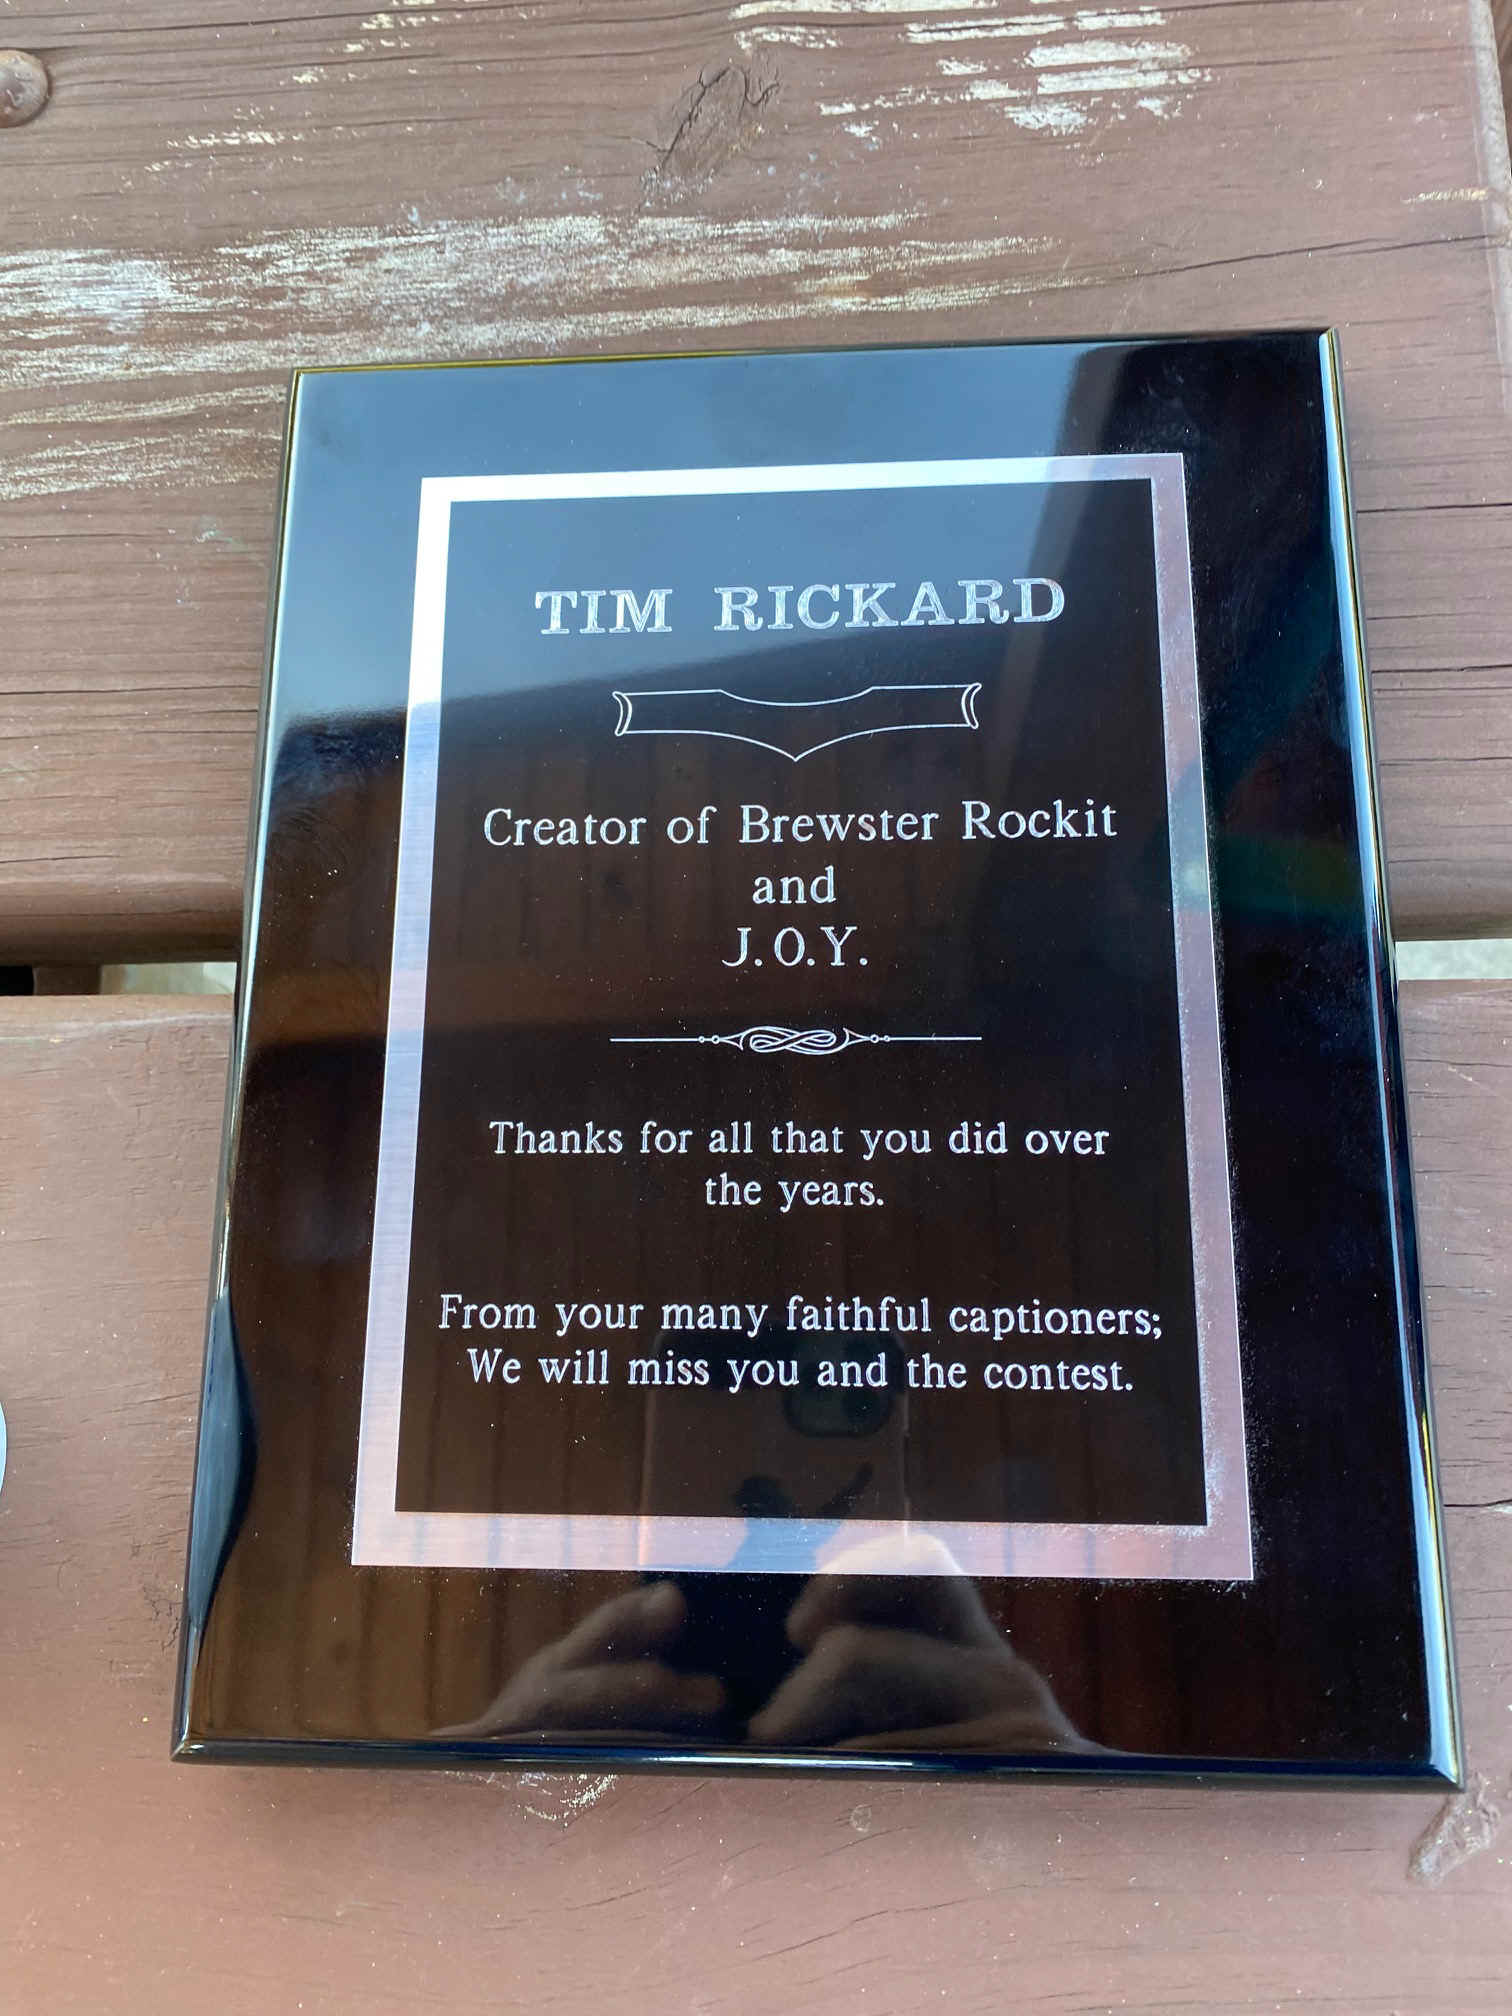 TIM RICKARD
Creator of Brewster Rockit
and
J.O.Y.
Thanks for all that you did over
the years.
From your many faithful captioners;
We will miss you and the contest.